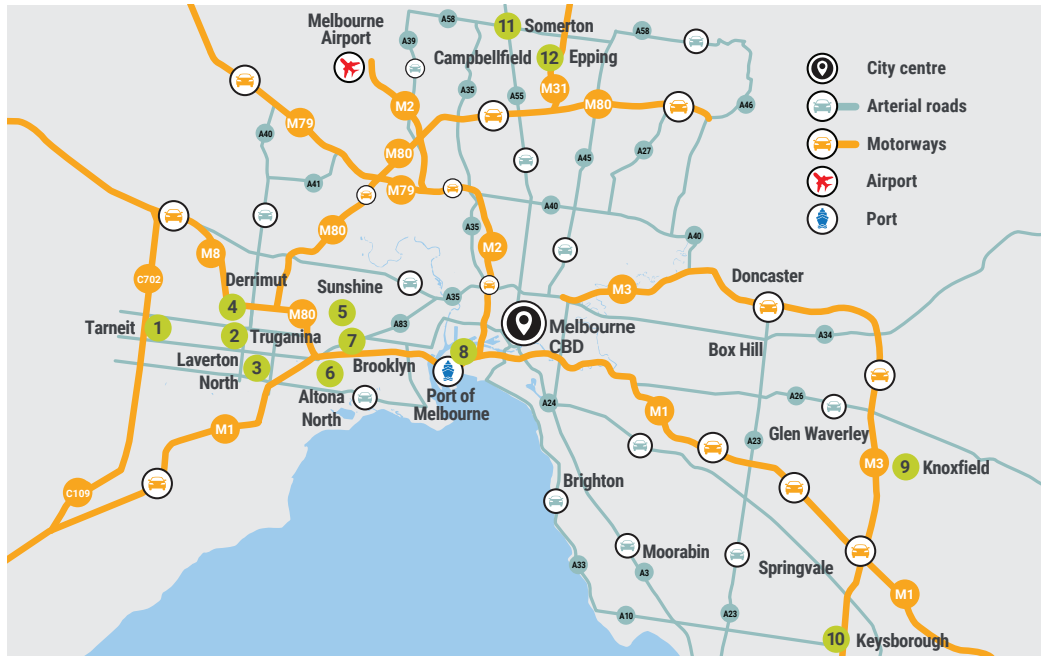 Melbourne
Airport
A58
11
Somerton
A58
A39
Campbellfield
12
Epping
City centre
A35
A55
M31
M2
M80
A46
Arterial roads
M79
A40
M80
A27
Motorways
A45
A41
M79
Airport
A40
M80
A35
Port
M8
M2
A40
C702
Derrimut
Doncaster
Sunshine
M3
A35
4
M80
5
A83
Melbourne
CBD
Tarneit
1
2
Truganina
7
8
A34
Box Hill
Laverton
North
3
6
Brooklyn
Altona
North
Port of
Melbourne
A24
A26
M1
M1
Glen Waverley
A23
M3
9
Knoxfield
C109
Brighton
Moorabin
A33
A3
Springvale
M1
A10
A23
10
Keysborough